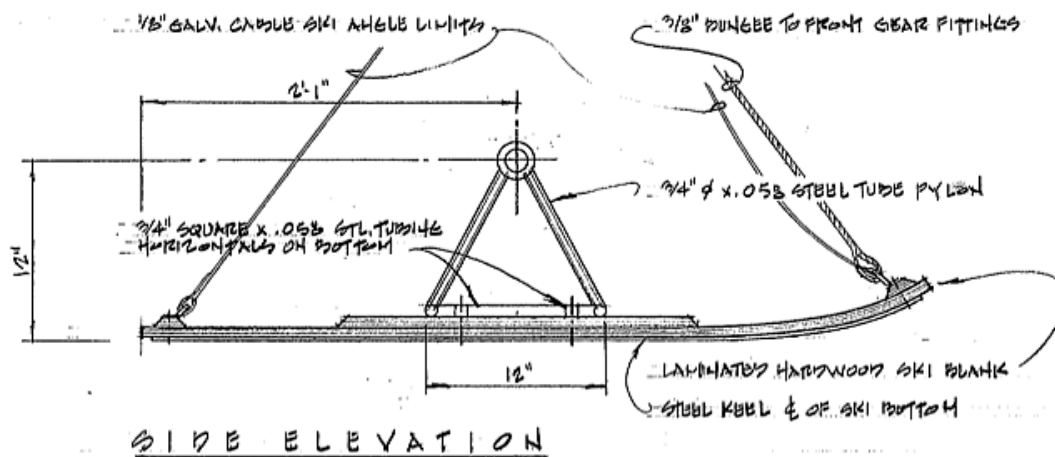 1/8" GALV. CABLE SKI ANGLE LIMITS
3/8" BUNGEE TO FRONT GEAR FITTINGS
2'-1"
3/4" ⌀ x .058 STEEL TUBE PYLON
3/4" SQUARE x .058 STL. TUBING
HORIZONTALS ON BOTTOM
12"
12"
LAMINATED HARDWOOD SKI BLANK
STEEL KEEL ℄ OF SKI BOTTOM
SIDE ELEVATION